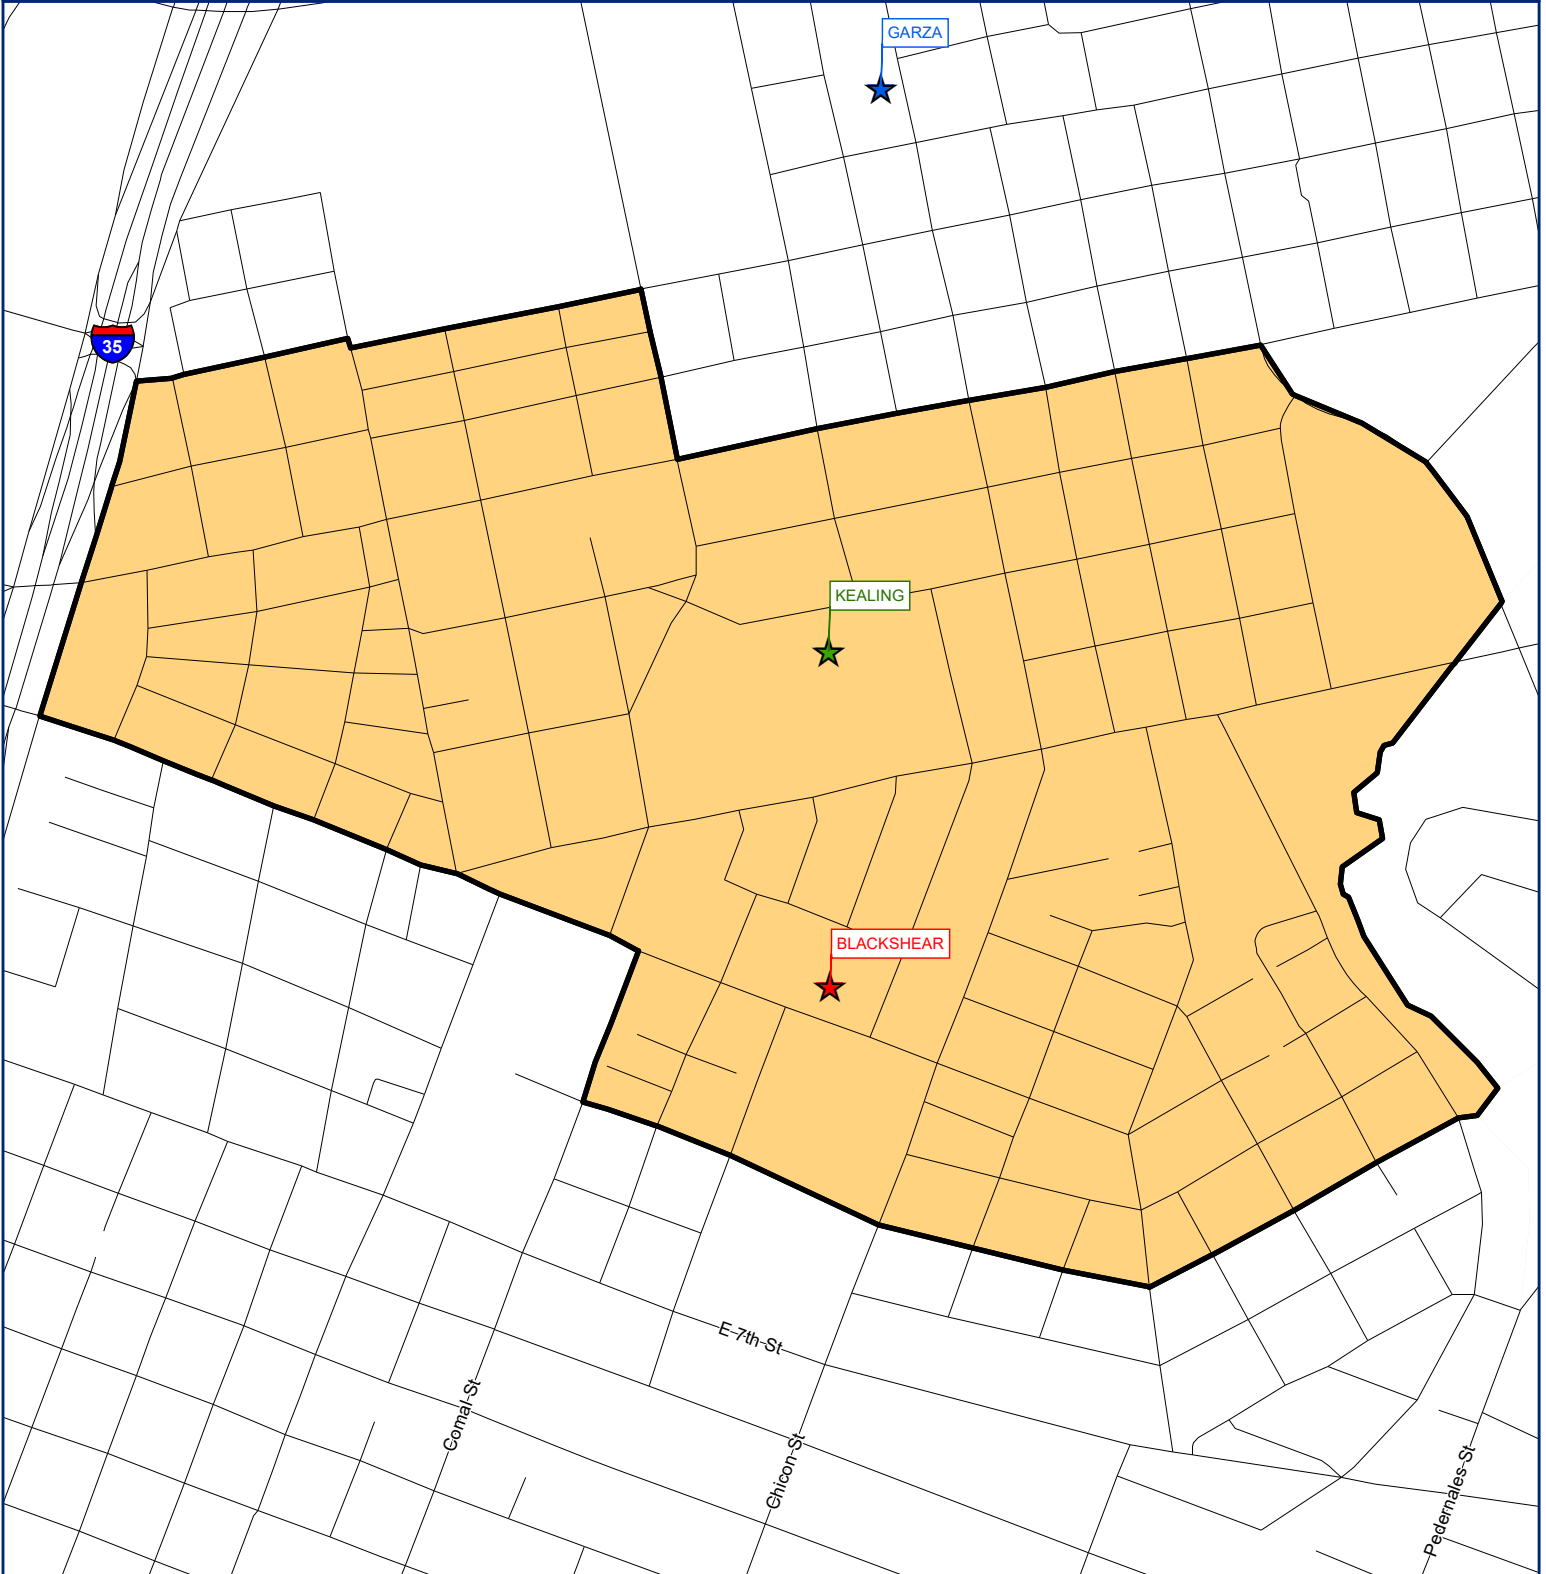 GARZA
35
KEALING
BLACKSHEAR
E 7th St
Comal St
Chicon St
Pedernales St